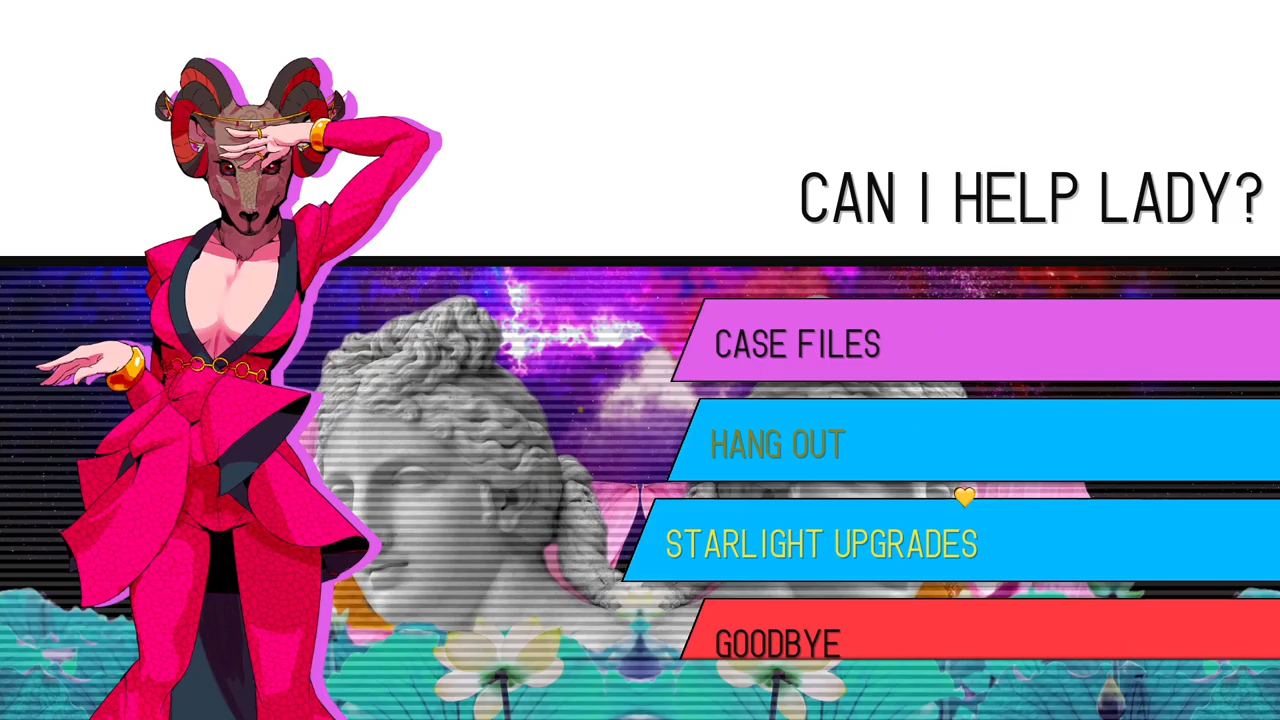 CAN I HELP LADY?
CASE FILES
HANG OUT
STARLIGHT UPGRADES
GOODBYE